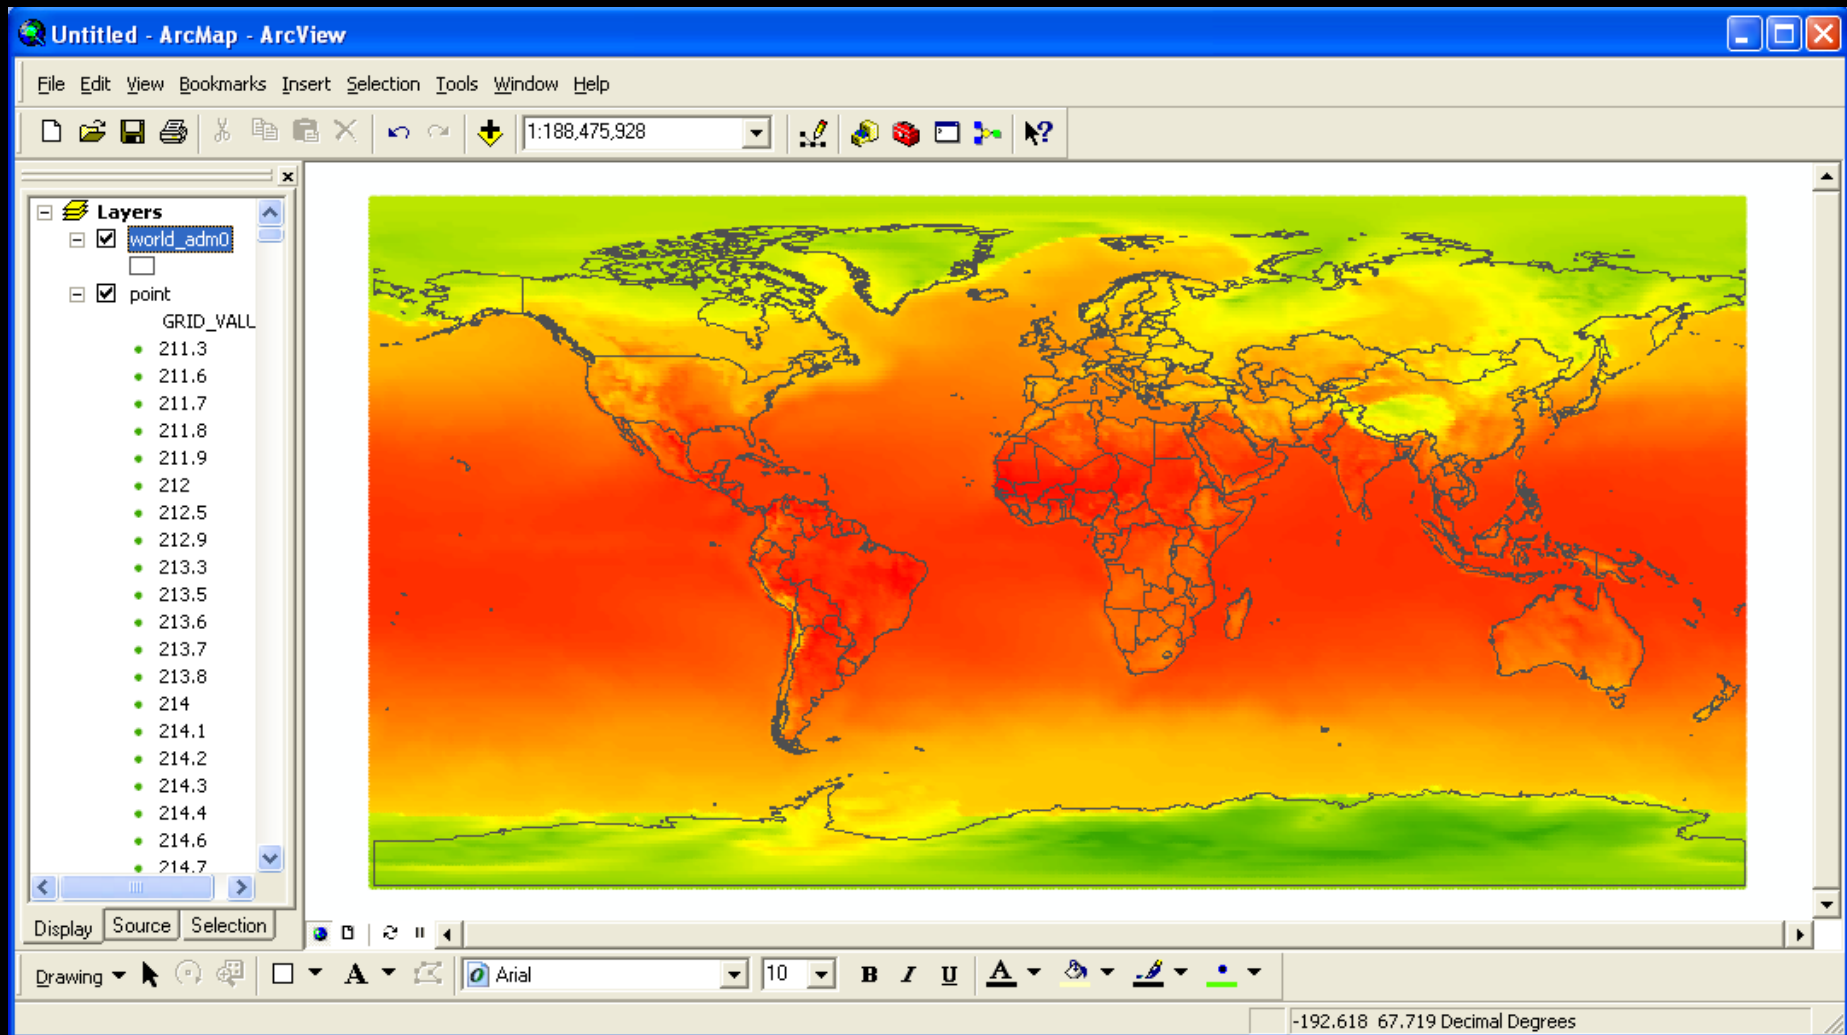 Untitled - ArcMap - ArcView
File Edit View Bookmarks Insert Selection Tools Window Help
1:188,475,928
Layers
world_adm0
point
GRID_VALU
211.3
211.6
211.7
211.8
211.9
212
212.5
212.9
213.3
213.5
213.6
213.7
213.8
214
214.1
214.2
214.3
214.4
214.6
214.7
Display Source Selection
Drawing A Arial 10 B I U A
-192.618 67.719 Decimal Degrees